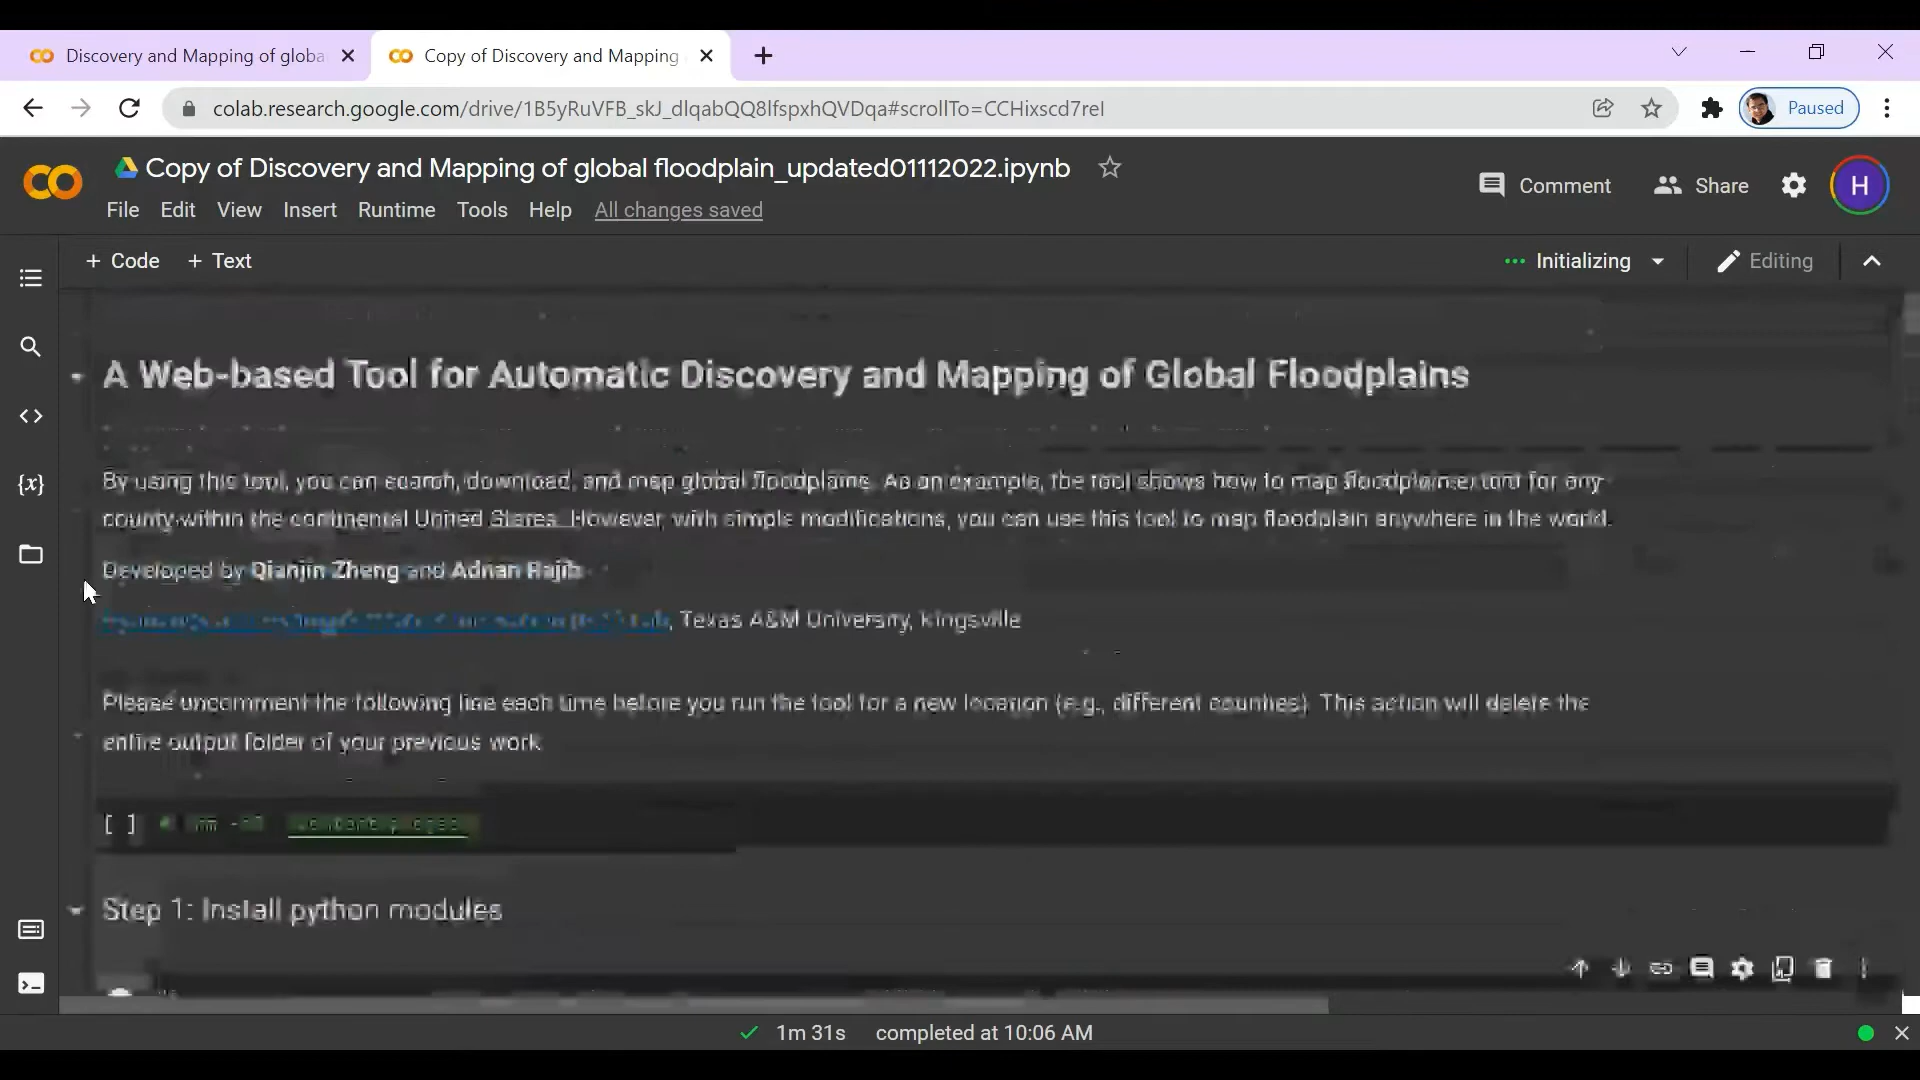 Discovery and Mapping of globa
Copy of Discovery and Mapping
colab.research.google.com/drive/1B5yRuVFB_skJ_dlqabQQ8lfspxhQVDqa#scrollTo=CCHixscd7reI
Paused
Copy of Discovery and Mapping of global floodplain_updated01112022.ipynb
File Edit View Insert Runtime Tools Help All changes saved
Comment
Share
H
+ Code + Text
Initializing
Editing
A Web-based Tool for Automatic Discovery and Mapping of Global Floodplains
By using this tool, you can search, download, and map global floodplains. As an example, the tool shows how to map floodplain extent for any
county within the continental United States. However, with simple modifications, you can use this tool to map floodplain anywhere in the world.
Developed by Qianjin Zheng and Adnan Rajib
, Texas A&M University, Kingsville
Please uncomment the following line each time before you run the tool for a new location (e.g., different counties). This action will delete the
entire output folder of your previous work
[ ] #
Step 1: Install python modules
1m 31s completed at 10:06 AM